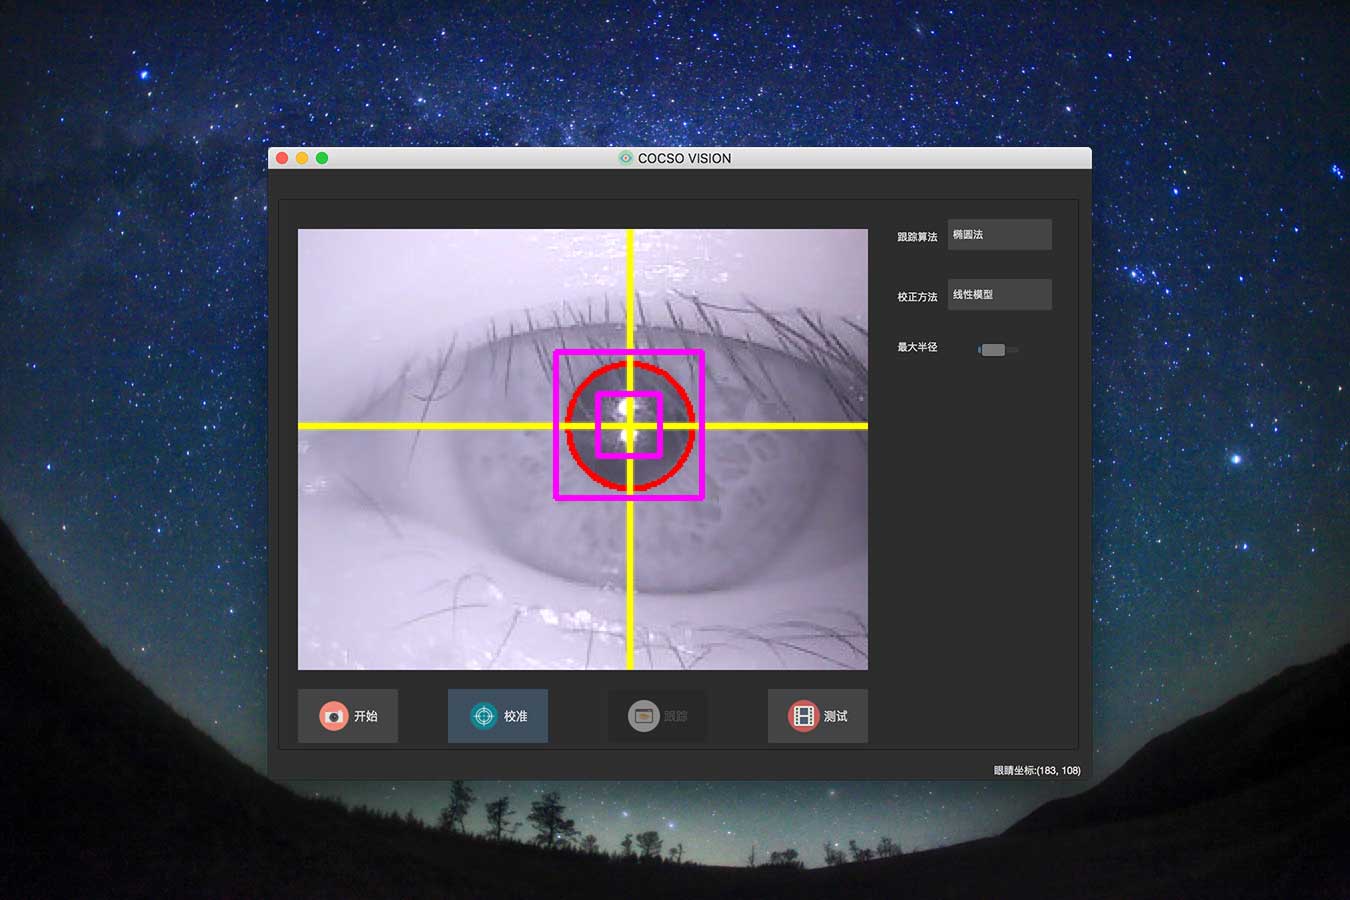 COCSO VISION
跟踪算法 椭圆法
校正方法 线性模型
最大半径
开始 校准 跟踪 测试
眼睛坐标:(183, 108)